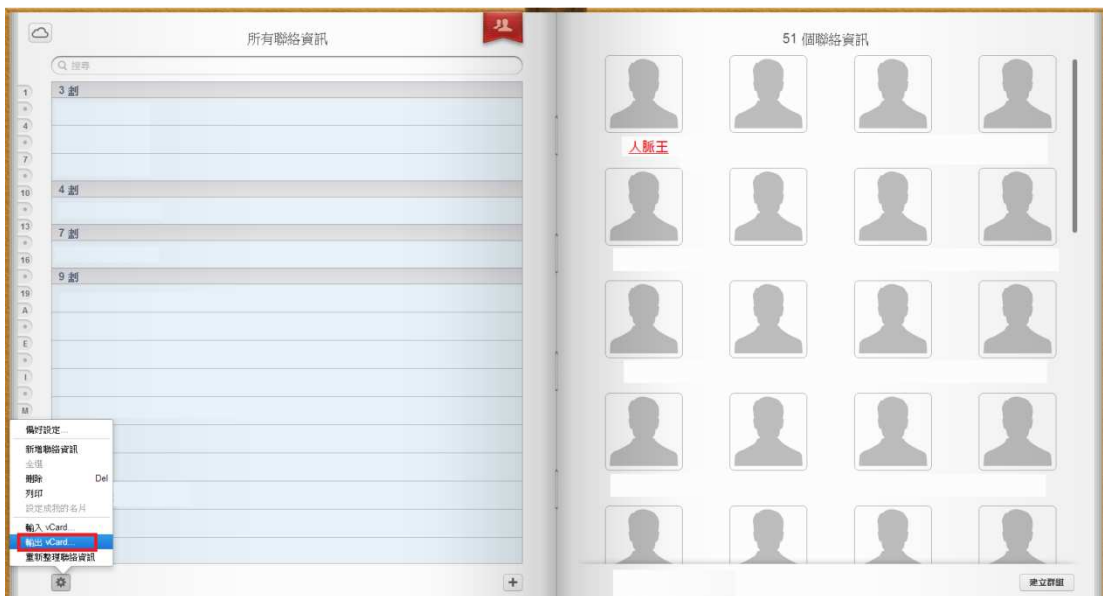 所有聯絡資訊
搜尋
1
4
7
10
13
16
19
A
E
I
M
3 劃
4 劃
7 劃
9 劃
偏好設定...
新增聯絡資訊
全選
刪除 Del
列印
設定成我的名片
輸入 vCard...
輸出 vCard...
重新整理聯絡資訊
+
51 個聯絡資訊
人脈王
建立群組